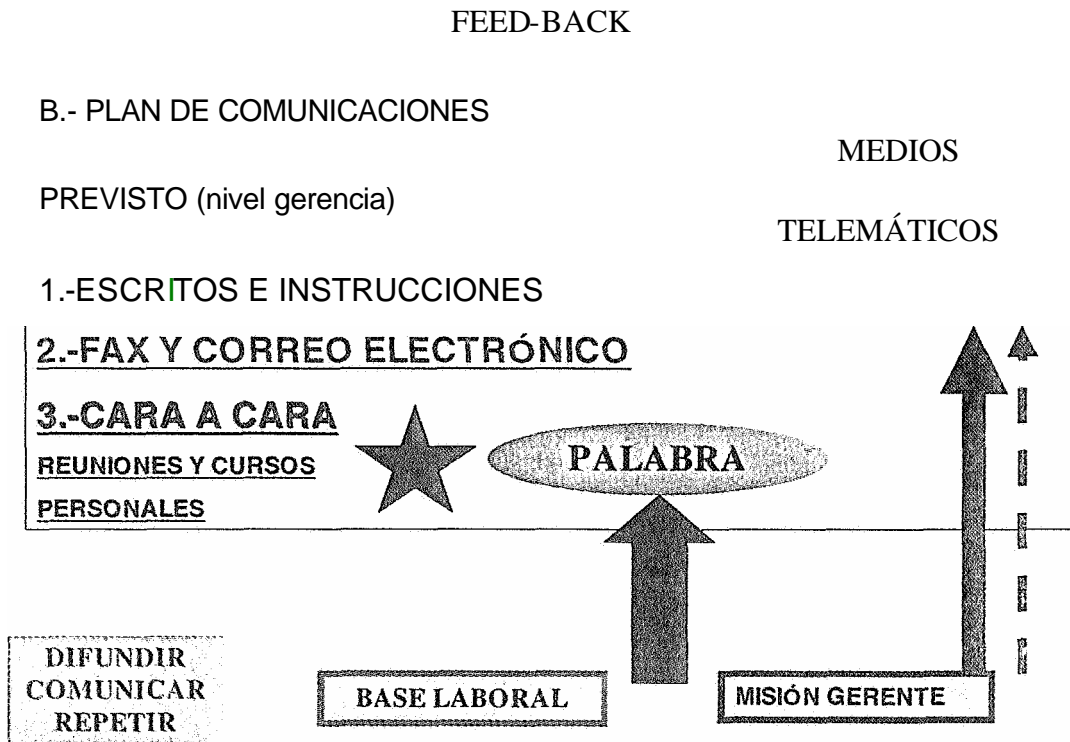 FEED-BACK
B.- PLAN DE COMUNICACIONES
MEDIOS
PREVISTO (nivel gerencia)
TELEMÁTICOS
1.-ESCRITOS E INSTRUCCIONES
2.-FAX Y CORREO ELECTRÓNICO
3.-CARA A CARA
REUNIONES Y CURSOS
PERSONALES
PALABRA
DIFUNDIR
COMUNICAR
REPETIR
BASE LABORAL
MISIÓN GERENTE